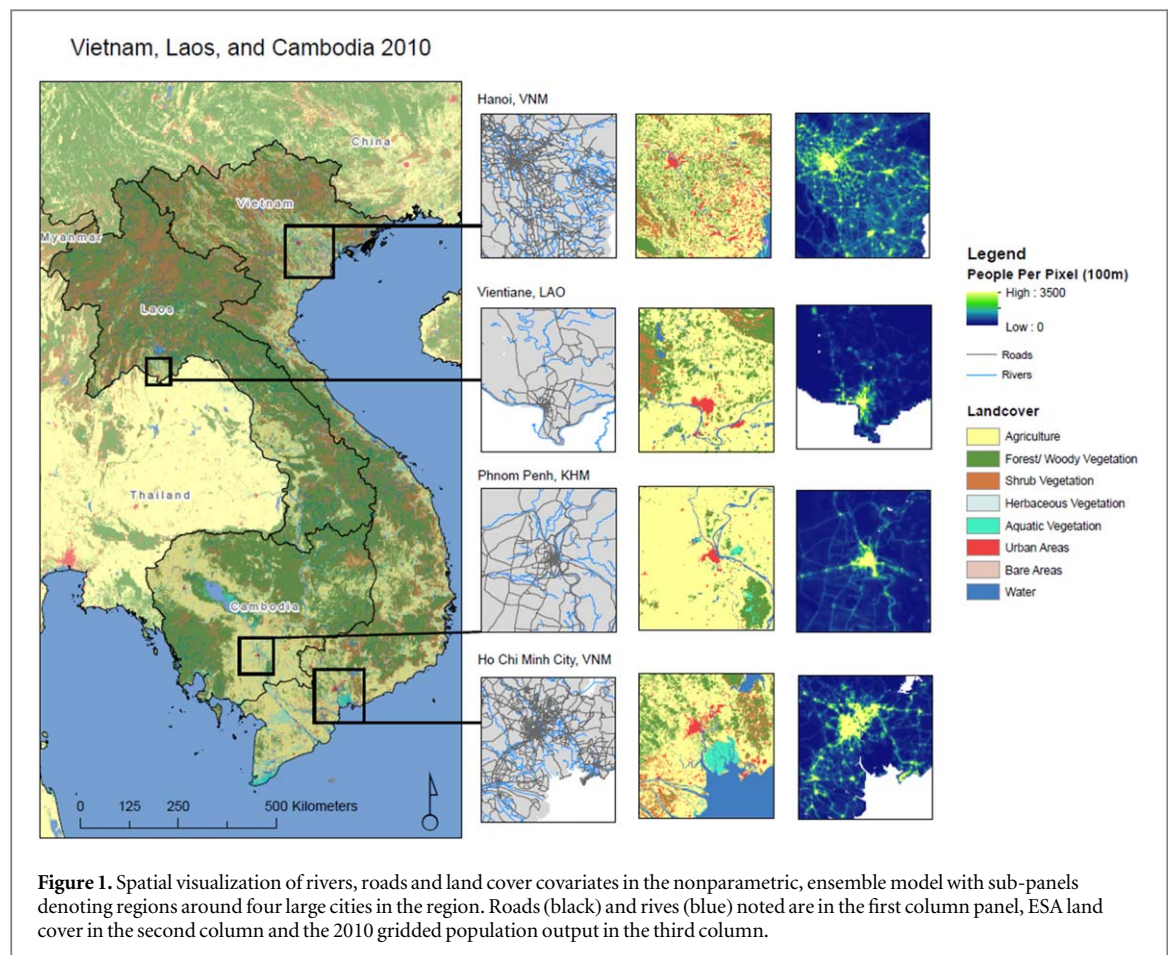 Vietnam, Laos, and Cambodia 2010
China
Vietnam
Myanmar
Laos
Thailand
Cambodia
0 125 250 500 Kilometers
Hanoi, VNM
Vientiane, LAO
Phnom Penh, KHM
Ho Chi Minh City, VNM
Legend
People Per Pixel (100m)
High : 3500
Low : 0
Roads
Rivers
Landcover
Agriculture
Forest/ Woody Vegetation
Shrub Vegetation
Herbaceous Vegetation
Aquatic Vegetation
Urban Areas
Bare Areas
Water
Figure 1. Spatial visualization of rivers, roads and land cover covariates in the nonparametric, ensemble model with sub-panels
denoting regions around four large cities in the region. Roads (black) and rives (blue) noted are in the first column panel, ESA land
cover in the second column and the 2010 gridded population output in the third column.